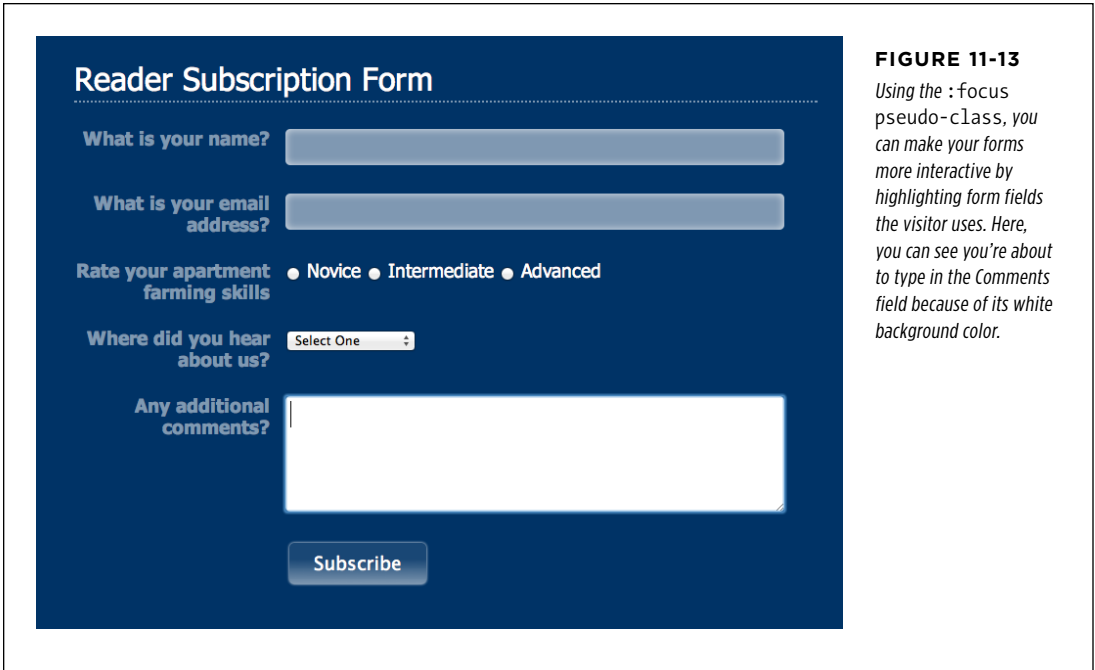 Reader Subscription Form
What is your name?
What is your email
address?
Rate your apartment
farming skills
Novice Intermediate Advanced
Where did you hear
about us?
Select One
Any additional
comments?
Subscribe
FIGURE 11-13
Using the :focus
pseudo-class, you
can make your forms
more interactive by
highlighting form fields
the visitor uses. Here,
you can see you’re about
to type in the Comments
field because of its white
background color.